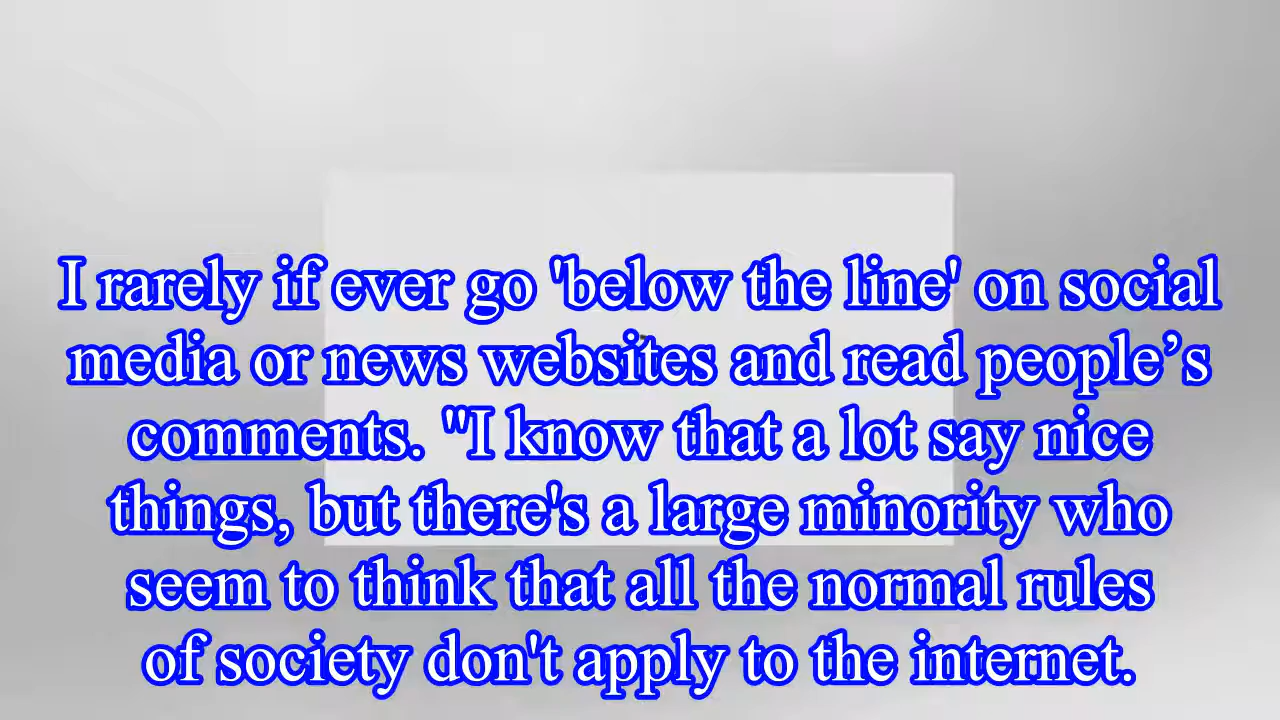 I rarely if ever go 'below the line' on social
media or news websites and read people’s
comments. "I know that a lot say nice
things, but there's a large minority who
seem to think that all the normal rules
of society don't apply to the internet.